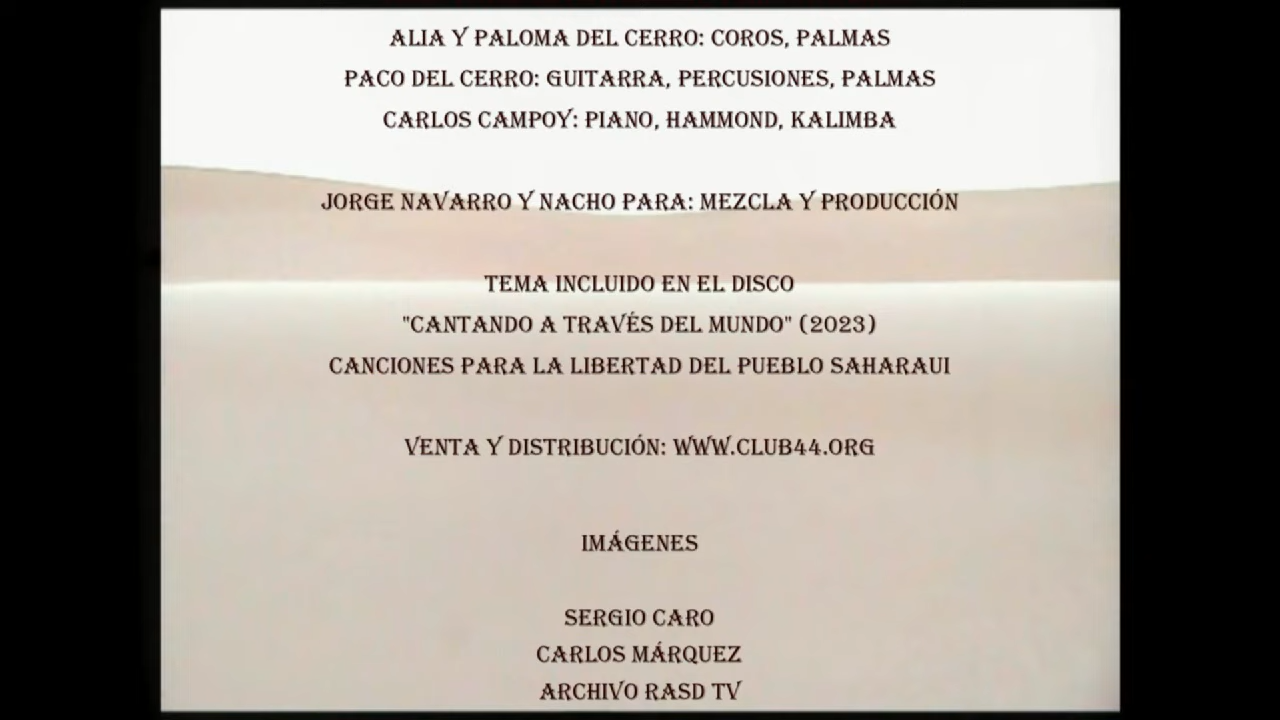 ALIA Y PALOMA DEL CERRO: COROS, PALMAS
PACO DEL CERRO: GUITARRA, PERCUSIONES, PALMAS
CARLOS CAMPOY: PIANO, HAMMOND, KALIMBA
JORGE NAVARRO Y NACHO PARA: MEZCLA Y PRODUCCIÓN
TEMA INCLUIDO EN EL DISCO
"CANTANDO A TRAVÉS DEL MUNDO" (2023)
CANCIONES PARA LA LIBERTAD DEL PUEBLO SAHARAUI
VENTA Y DISTRIBUCIÓN: WWW.CLUB44.ORG
IMÁGENES
SERGIO CARO
CARLOS MÁRQUEZ
ARCHIVO RASD TV